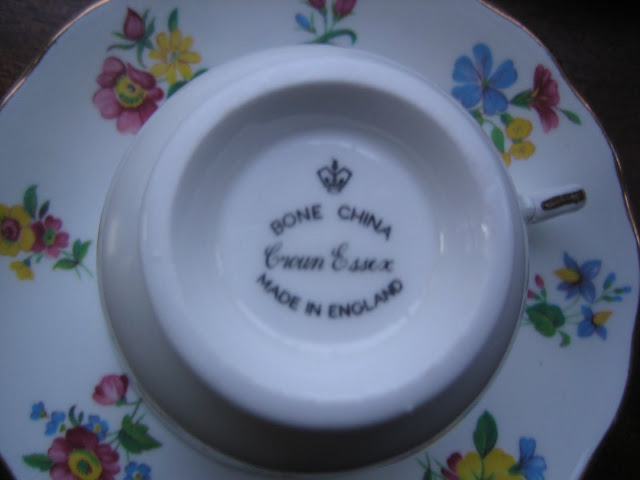 BONE CHINA
Crown Essex
MADE IN ENGLAND